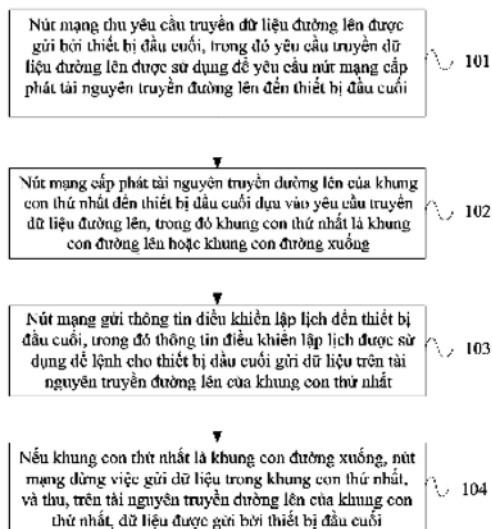 Nút mạng thu yêu cầu truyền dữ liệu đường lên được
gửi bởi thiết bị đầu cuối, trong đó yêu cầu truyền dữ
liệu đường lên được sử dụng để yêu cầu nút mạng cấp
phát tài nguyên truyền đường lên đến thiết bị đầu cuối
101
Nút mạng cấp phát tài nguyên truyền đường lên của khung
con thứ nhất đến thiết bị đầu cuối dựa vào yêu cầu truyền
dữ liệu đường lên, trong đó khung con thứ nhất là khung
con đường lên hoặc khung con đường xuống
102
Nút mạng gửi thông tin điều khiển lập lịch đến thiết bị
đầu cuối, trong đó thông tin điều khiển lập lịch được sử
dụng để lệnh cho thiết bị đầu cuối gửi dữ liệu trên tài
nguyên truyền đường lên của khung con thứ nhất
103
Nếu khung con thứ nhất là khung con đường xuống, nút
mạng dừng việc gửi dữ liệu trong khung con thứ nhất,
và thu, trên tài nguyên truyền đường lên của khung con
thứ nhất, dữ liệu được gửi bởi thiết bị đầu cuối
104